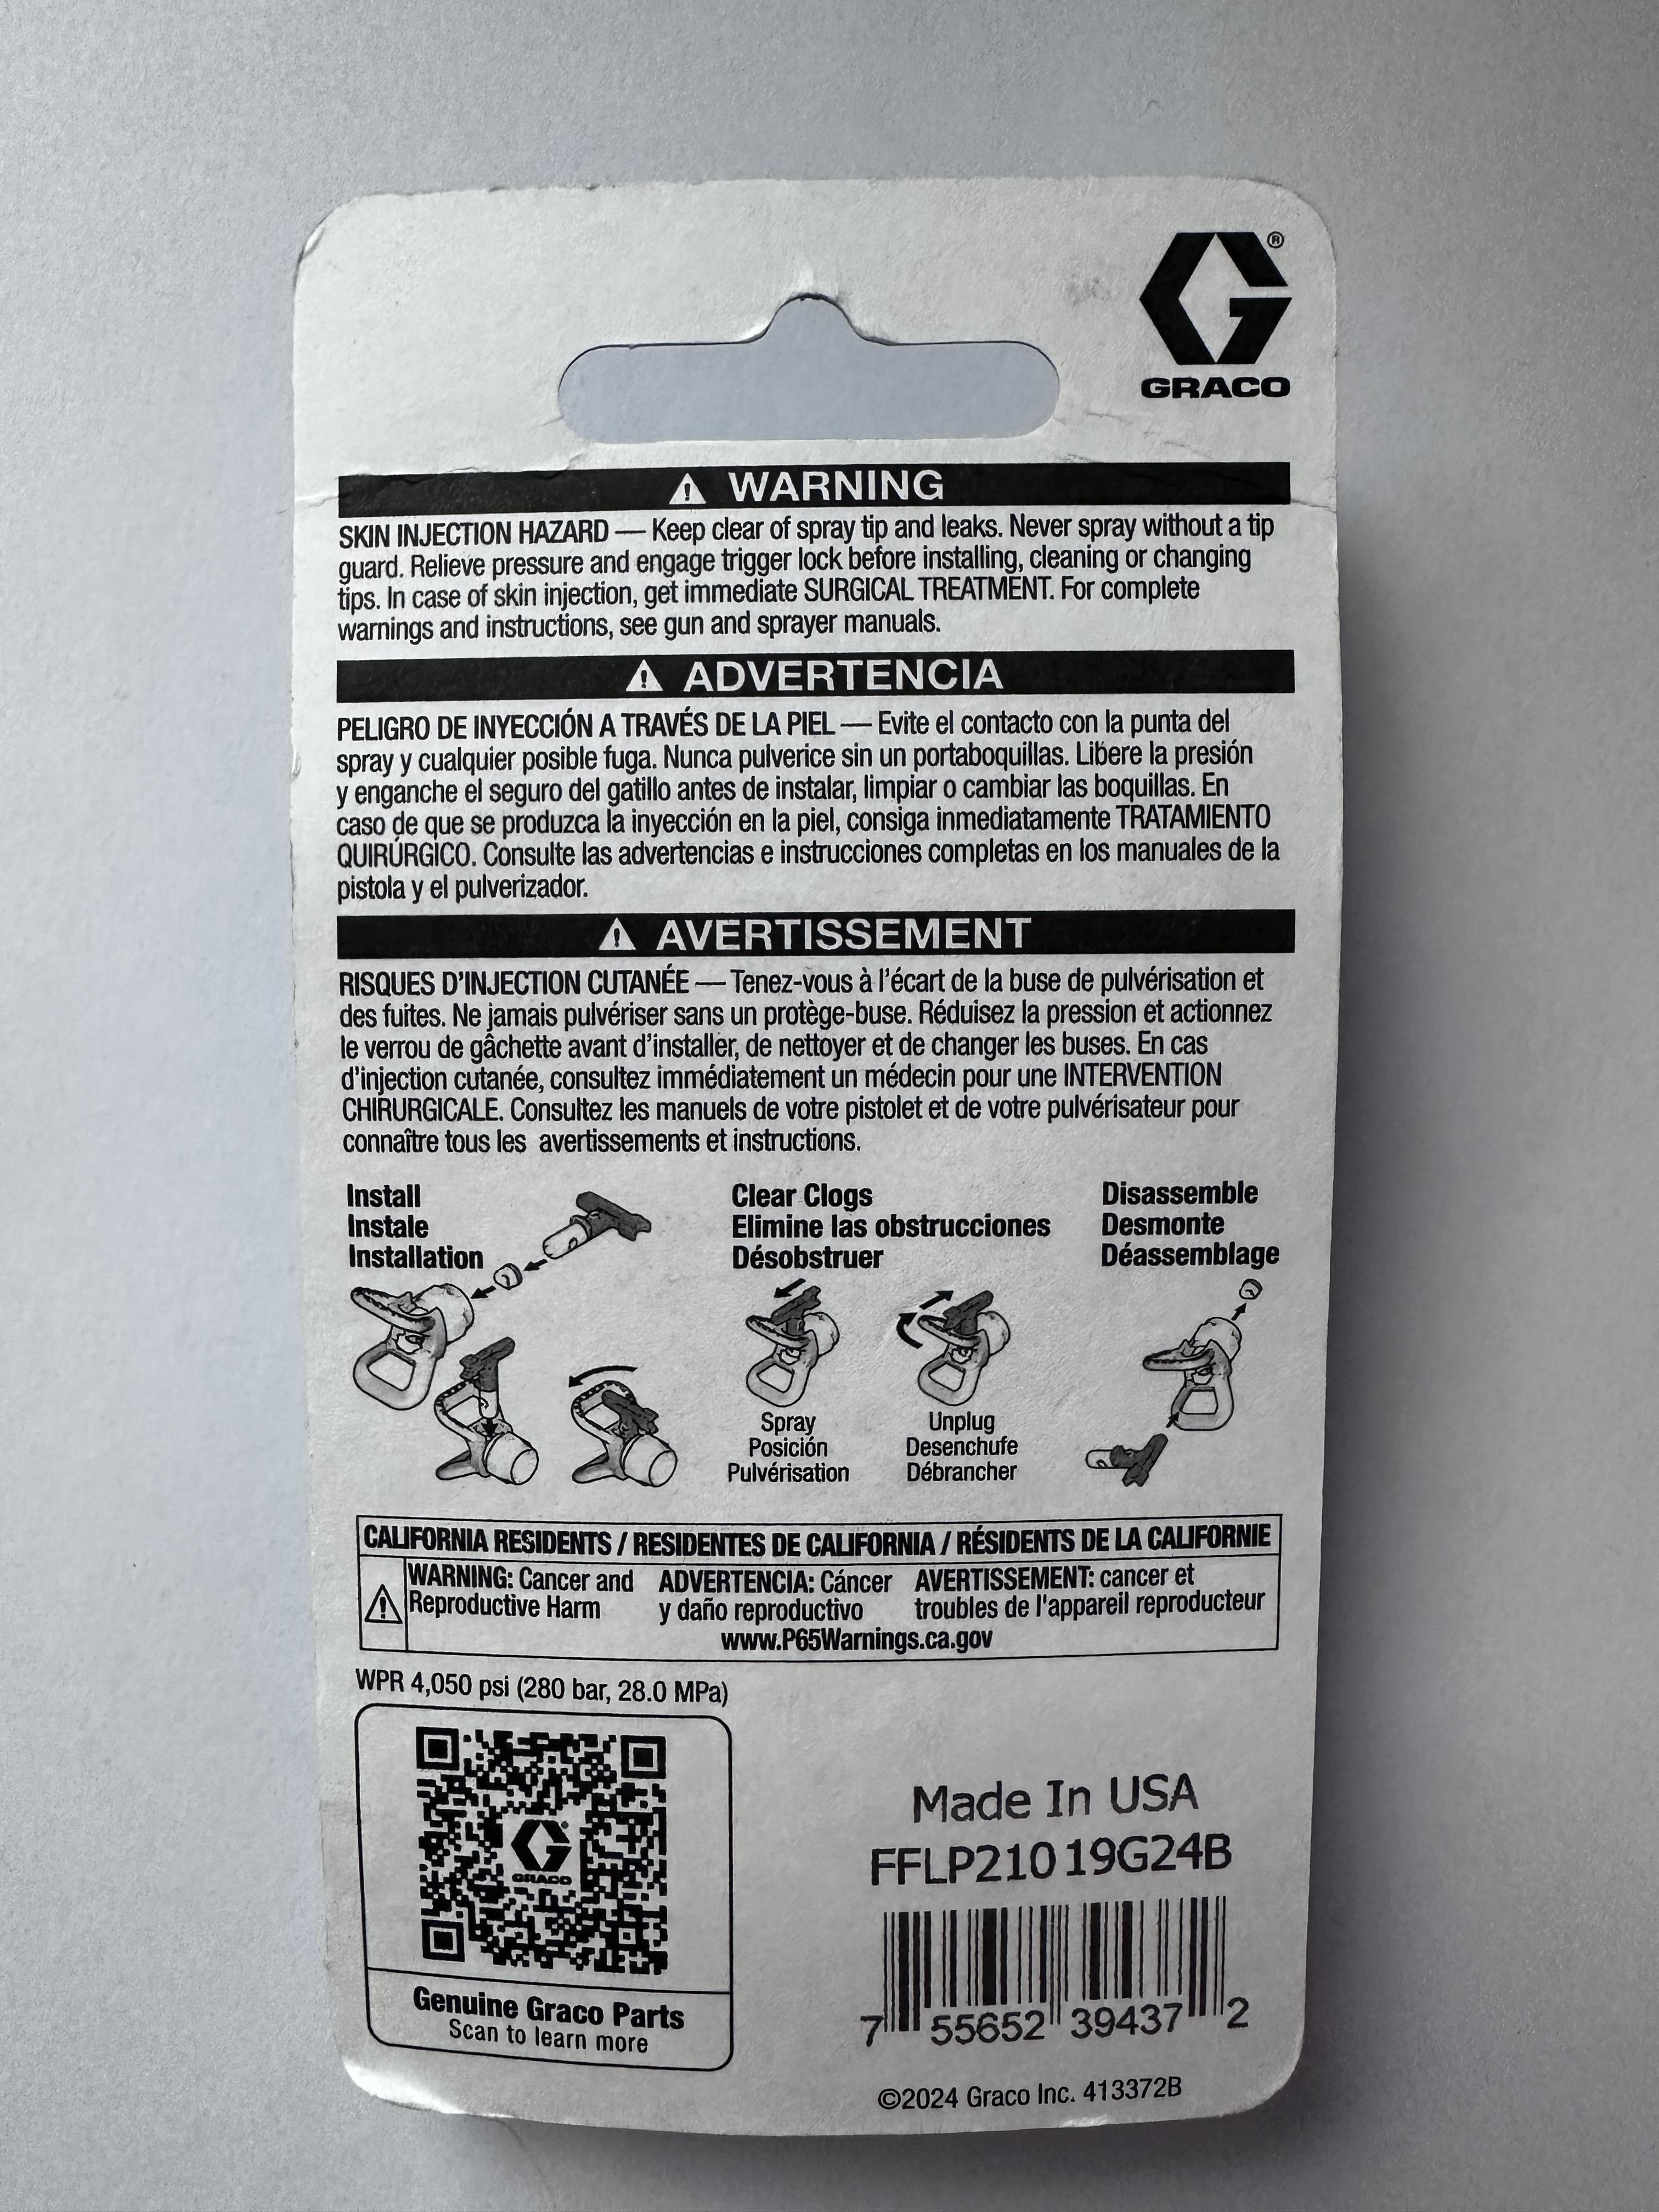 ®
GRACO
WARNING
SKIN INJECTION HAZARD — Keep clear of spray tip and leaks. Never spray without a tip
guard. Relieve pressure and engage trigger lock before installing, cleaning or changing
tips. In case of skin injection, get immediate SURGICAL TREATMENT. For complete
warnings and instructions, see gun and sprayer manuals.
ADVERTENCIA
PELIGRO DE INYECCIÓN A TRAVÉS DE LA PIEL — Evite el contacto con la punta del
spray y cualquier posible fuga. Nunca pulverice sin un portaboquillas. Libere la presión
y enganche el seguro del gatillo antes de instalar, limpiar o cambiar las boquillas. En
caso de que se produzca la inyección en la piel, consiga inmediatamente TRATAMIENTO
QUIRÚRGICO. Consulte las advertencias e instrucciones completas en los manuales de la
pistola y el pulverizador.
AVERTISSEMENT
RISQUES D'INJECTION CUTANÉE — Tenez-vous à l'écart de la buse de pulvérisation et
des fuites. Ne jamais pulvériser sans un protège-buse. Réduisez la pression et actionnez
le verrou de gâchette avant d'installer, de nettoyer et de changer les buses. En cas
d'injection cutanée, consultez immédiatement un médecin pour une INTERVENTION
CHIRURGICALE. Consultez les manuels de votre pistolet et de votre pulvérisateur pour
connaître tous les avertissements et instructions.
Install
Instale
Installation
Clear Clogs
Elimine las obstrucciones
Désobstruer
Disassemble
Desmonte
Déassemblage
Spray
Posición
Pulvérisation
Unplug
Desenchufe
Débrancher
CALIFORNIA RESIDENTS / RESIDENTES DE CALIFORNIA / RÉSIDENTS DE LA CALIFORNIE
WARNING: Cancer and
Reproductive Harm
ADVERTENCIA: Cáncer
y daño reproductivo
AVERTISSEMENT: cancer et
troubles de l'appareil reproducteur
www.P65Warnings.ca.gov
WPR 4,050 psi (280 bar, 28.0 MPa)
GRACO
Genuine Graco Parts
Scan to learn more
Made In USA
FFLP210 19G24B
7 55652 39437 2
©2024 Graco Inc. 413372B